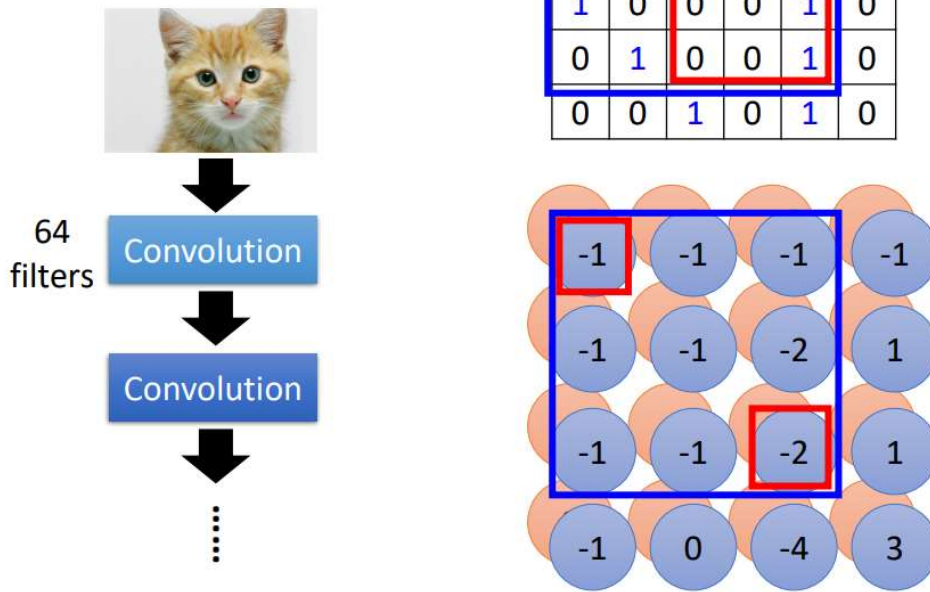 64
filters
Convolution
Convolution
......
1 0 0 0 1 0
0 1 0 0 1 0
0 0 1 0 1 0
-1 -1 -1 -1
-1 -1 -2 1
-1 -1 -2 1
-1 0 -4 3